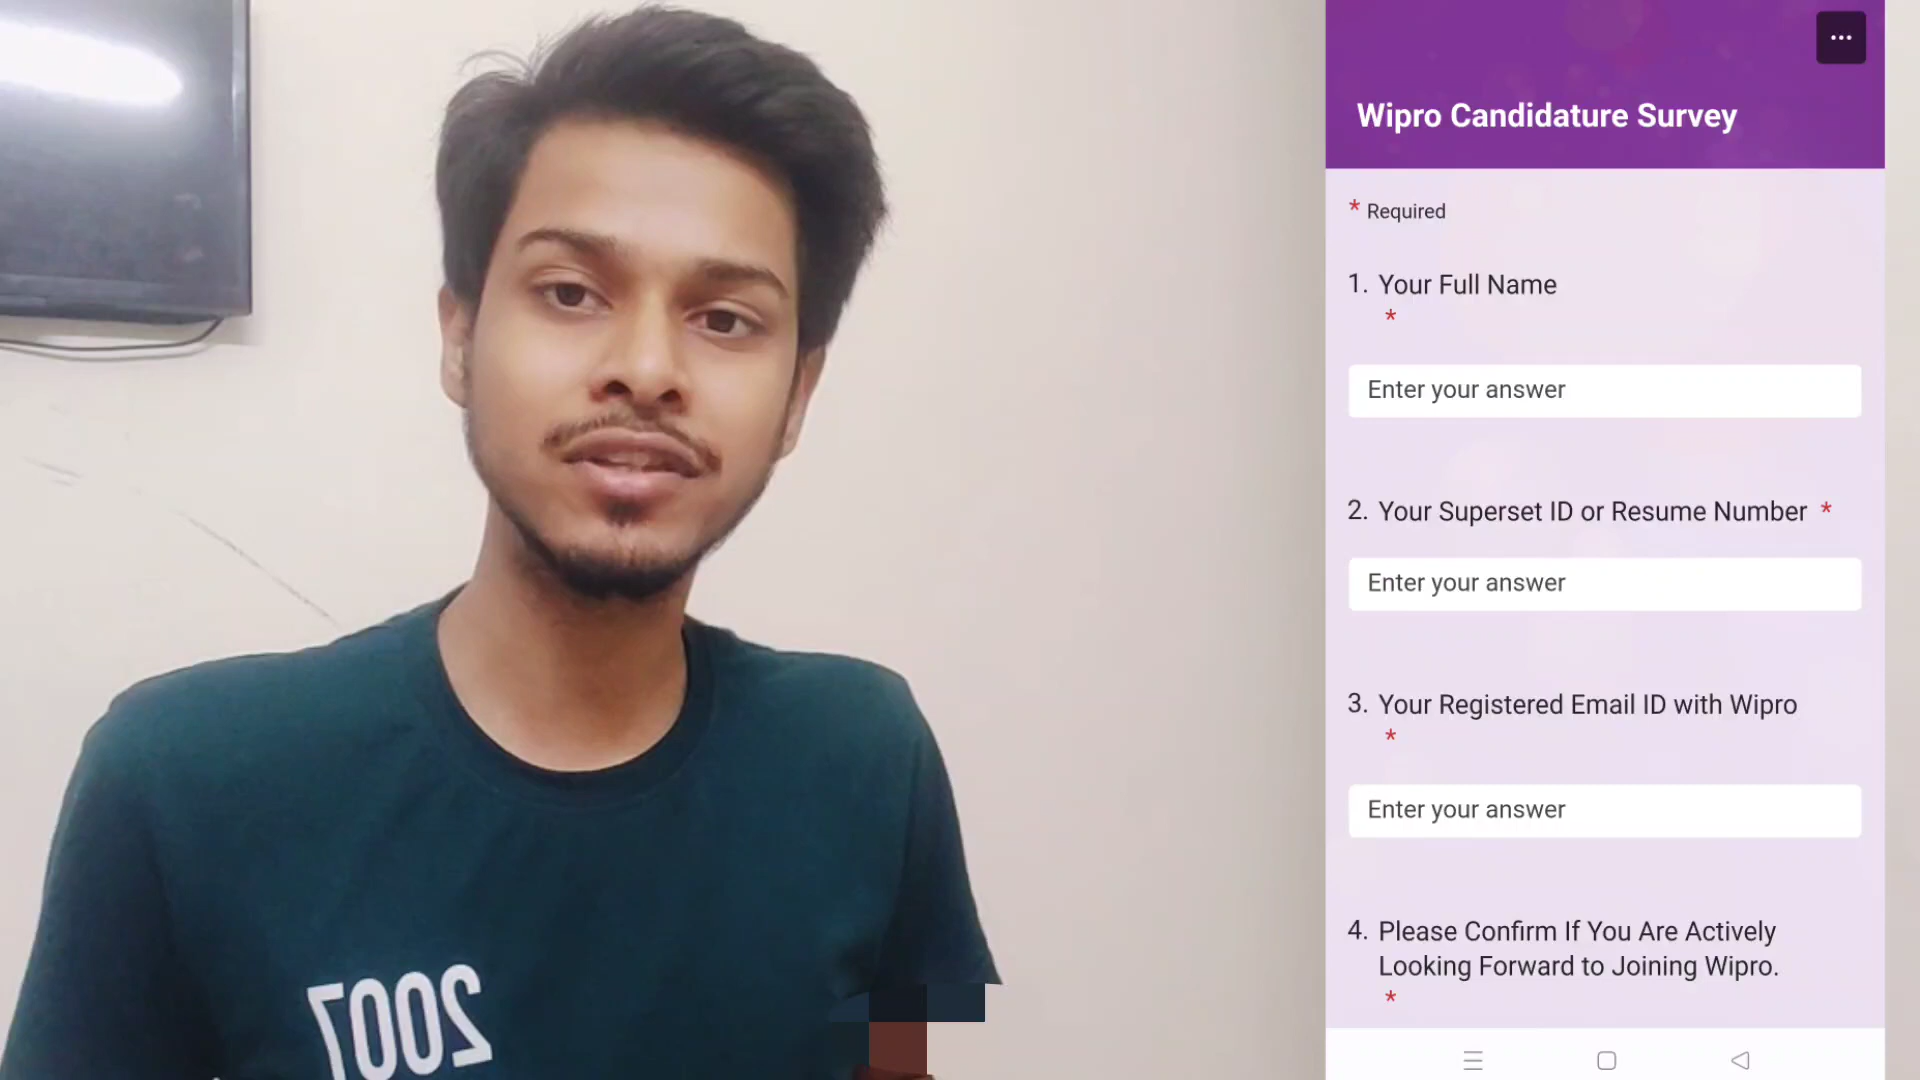 2007
...
Wipro Candidature Survey
* Required
1. Your Full Name
*
Enter your answer
2. Your Superset ID or Resume Number *
Enter your answer
3. Your Registered Email ID with Wipro
*
Enter your answer
4. Please Confirm If You Are Actively
Looking Forward to Joining Wipro.
*